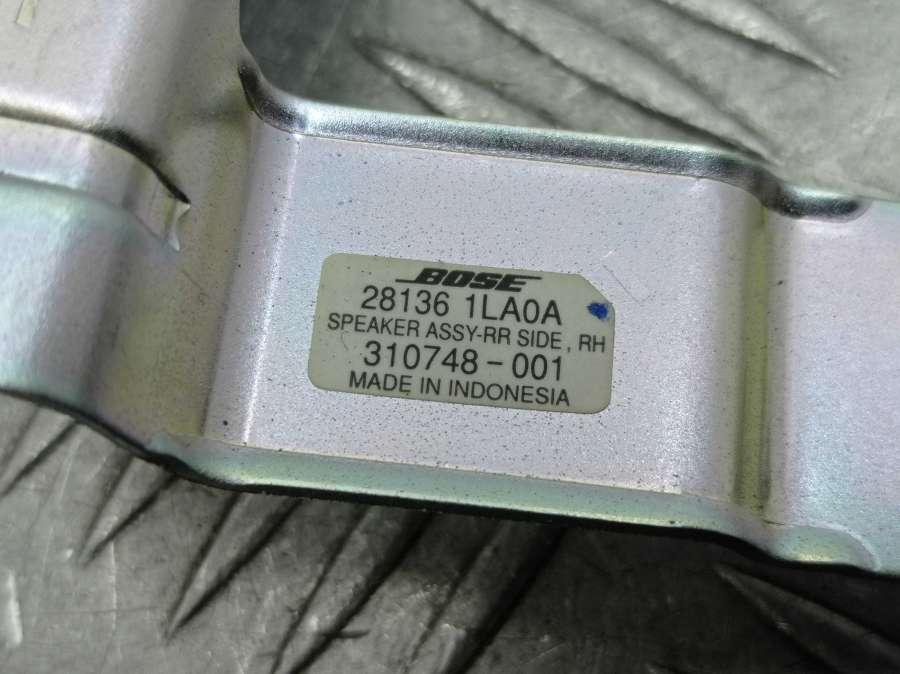 BOSE
28136 1LA0A
SPEAKER ASSY-RR SIDE, RH
310748-001
MADE IN INDONESIA